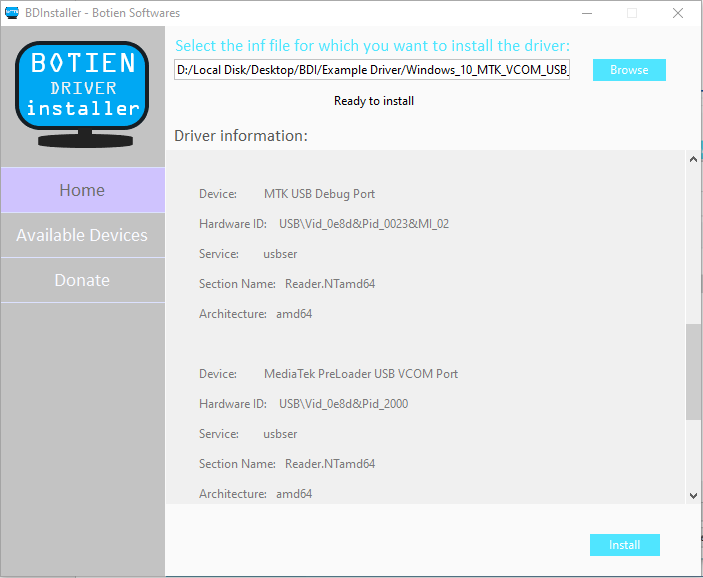 BDInstaller - Botien Softwares
BOTIEN
DRIVER
installer
Home
Available Devices
Donate
Select the inf file for which you want to install the driver:
D:/Local Disk/Desktop/BDI/Example Driver/Windows_10_MTK_VCOM_USB_
Browse
Ready to install
Driver information:
Device: MTK USB Debug Port
Hardware ID: USB\Vid_0e8d&Pid_0023&MI_02
Service: usbser
Section Name: Reader.NTamd64
Architecture: amd64
Device: MediaTek PreLoader USB VCOM Port
Hardware ID: USB\Vid_0e8d&Pid_2000
Service: usbser
Section Name: Reader.NTamd64
Architecture: amd64
Install